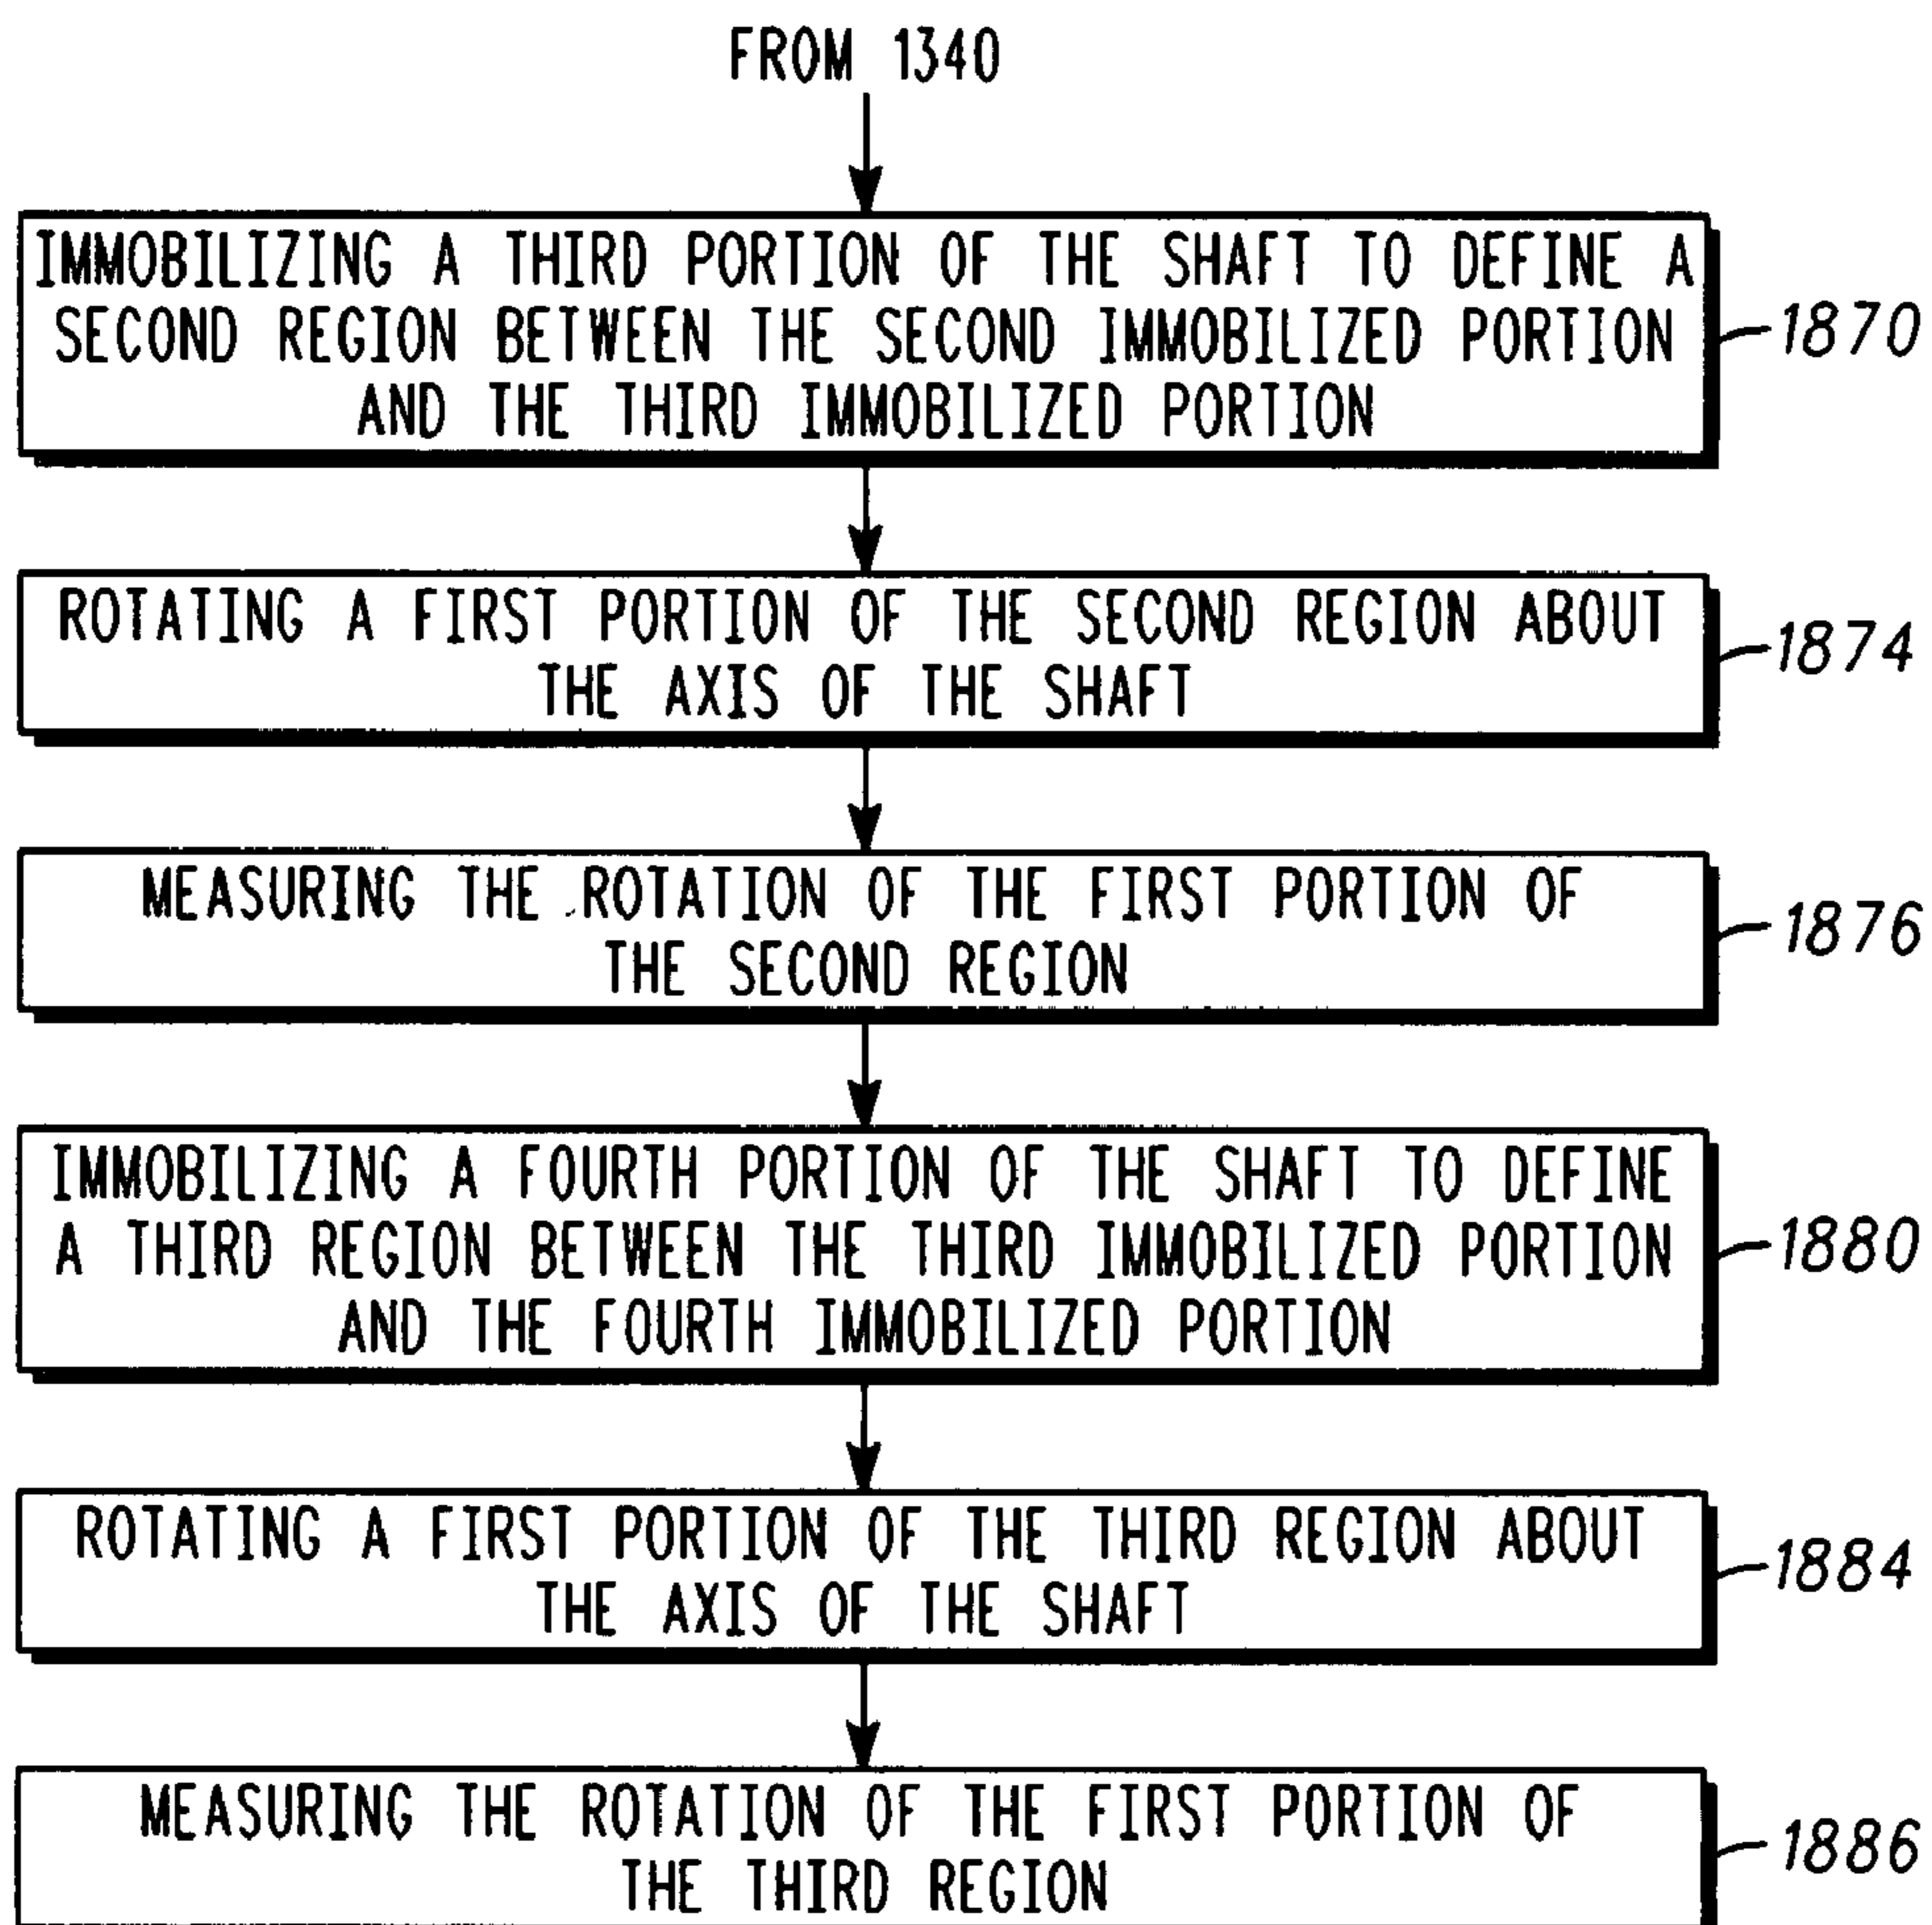 FROM 1340
IMMOBILIZING A THIRD PORTION OF THE SHAFT TO DEFINE A
SECOND REGION BETWEEN THE SECOND IMMOBILIZED PORTION
AND THE THIRD IMMOBILIZED PORTION
1870
ROTATING A FIRST PORTION OF THE SECOND REGION ABOUT
THE AXIS OF THE SHAFT
1874
MEASURING THE ROTATION OF THE FIRST PORTION OF
THE SECOND REGION
1876
IMMOBILIZING A FOURTH PORTION OF THE SHAFT TO DEFINE
A THIRD REGION BETWEEN THE THIRD IMMOBILIZED PORTION
AND THE FOURTH IMMOBILIZED PORTION
1880
ROTATING A FIRST PORTION OF THE THIRD REGION ABOUT
THE AXIS OF THE SHAFT
1884
MEASURING THE ROTATION OF THE FIRST PORTION OF
THE THIRD REGION
1886